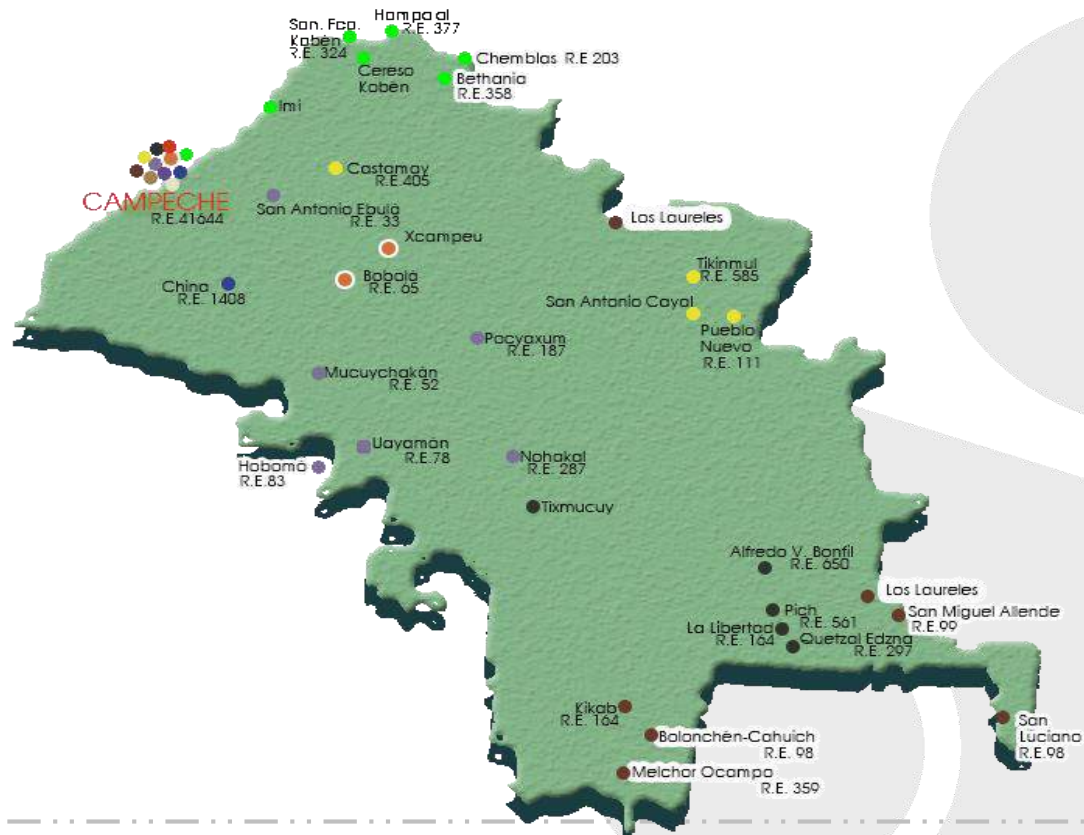 Hampaal
R.E. 377
San. Fco.
Kobén
R.E. 324
Cereso
Kobén
Chemblas R.E 203
Bethania
R.E.358
Imí
Castamay
R.E.405
CAMPECHE
R.E.41644
San Antonio Ebulá
R.E. 33
Los Laureles
Xcampeu
Tikinmul
R.E. 585
China
R.E. 1408
Bobolá
R.E. 65
San Antonio Cayal
Pueblo
Nuevo
R.E. 111
Pocyaxum
R.E. 187
Mucuychakán
R.E. 52
Uayamón
R.E.78
Hobomó
R.E.83
Nohakal
R.E. 287
Tixmucuy
Alfredo V. Bonfil
R.E. 650
Los Laureles
San Miguel Allende
R.E.99
Pich
R.E. 561
La Libertad
R.E. 164
Quetzal Edzna
R.E. 297
Kikab
R.E. 164
Bolonchén-Cahuich
R.E. 98
San
Luciano
R.E.98
Melchor Ocampo
R.E. 359